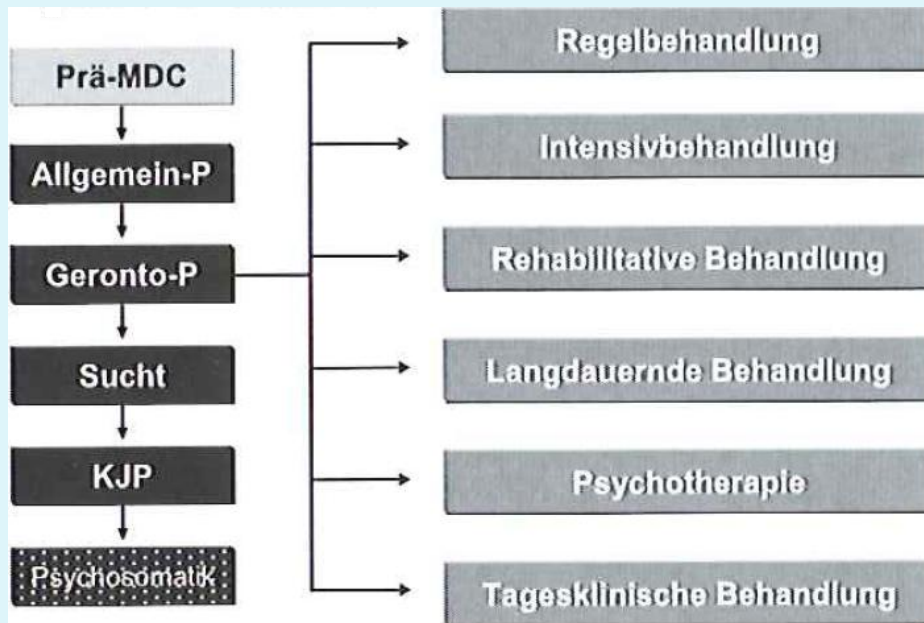 Prä-MDC
Allgemein-P
Geronto-P
Sucht
KJP
Psychosomatik
Regelbehandlung
Intensivbehandlung
Rehabilitative Behandlung
Langdauernde Behandlung
Psychotherapie
Tagesklinische Behandlung